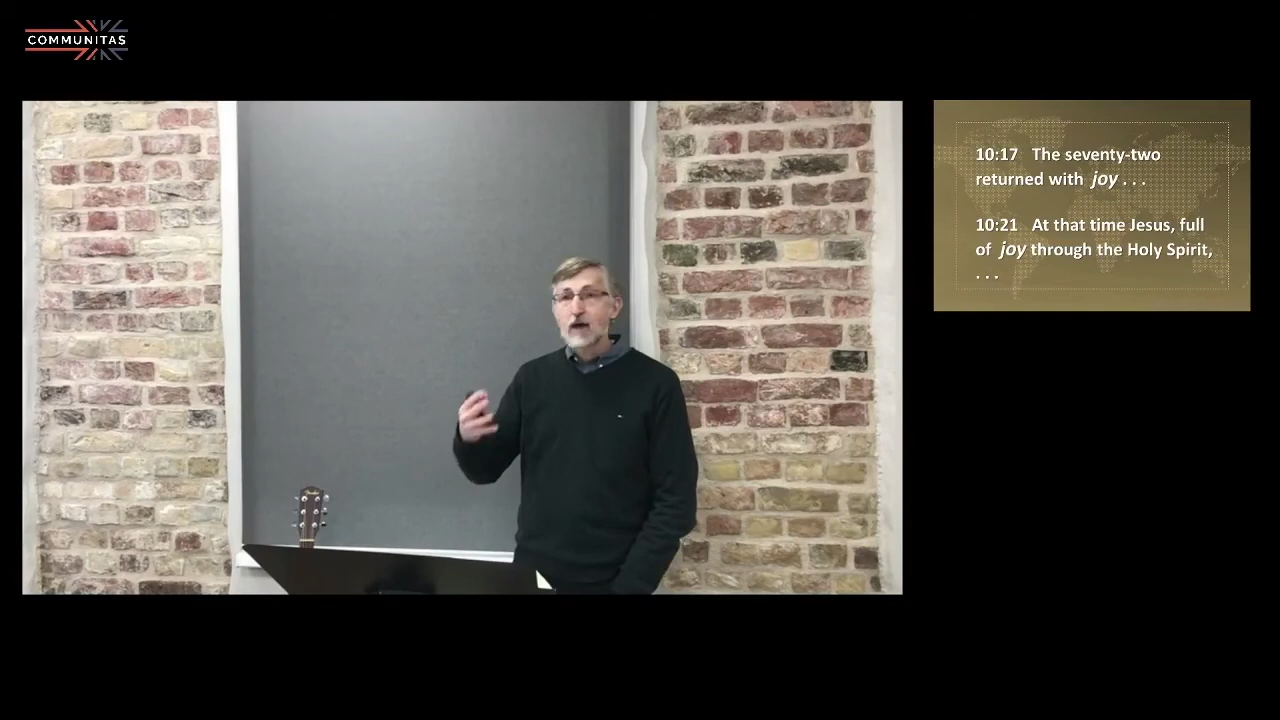 COMMUNITAS
10:17 The seventy-two
returned with joy . . .
10:21 At that time Jesus, full
of joy through the Holy Spirit,
. . .
Fender